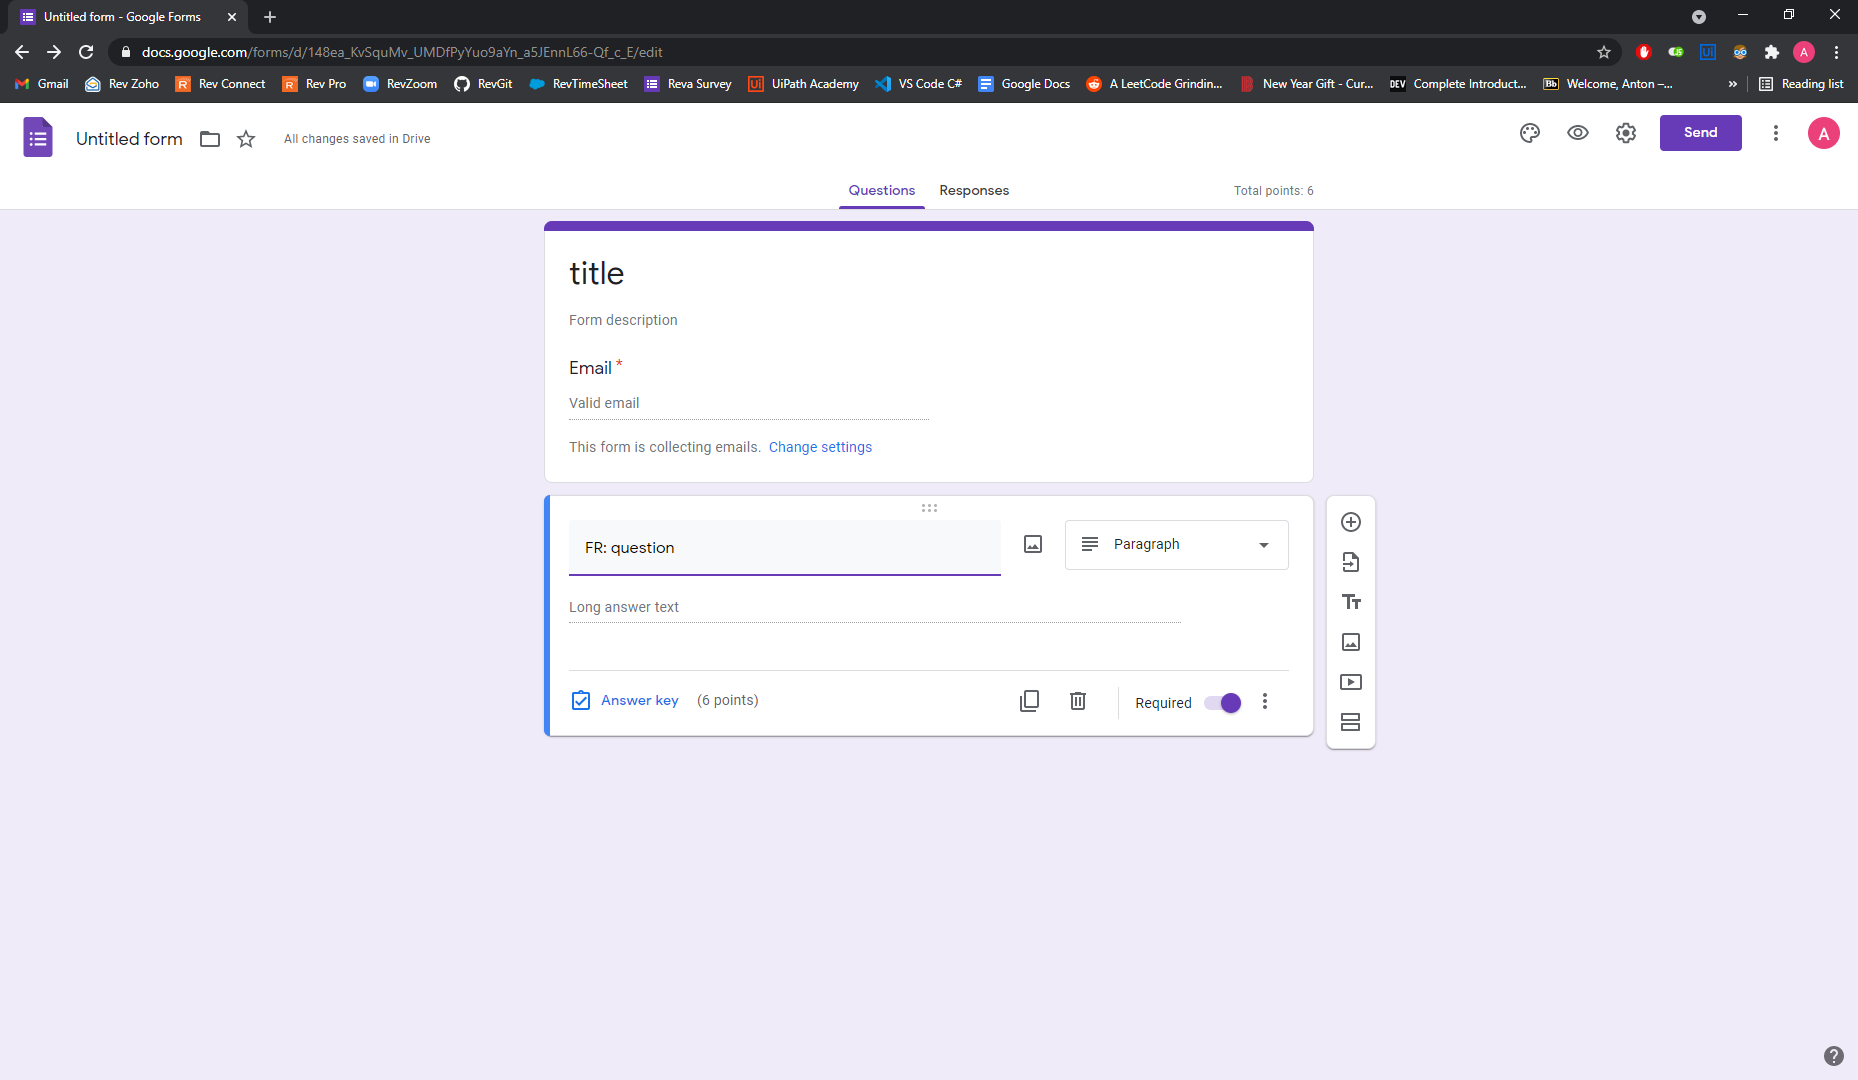 Untitled form - Google Forms
docs.google.com/forms/d/148ea_KvSquMv_UMDfPyYuo9aYn_a5JEnnL66-Qf_c_E/edit
Gmail Rev Zoho Rev Connect Rev Pro RevZoom RevGit RevTimeSheet Reva Survey UiPath Academy VS Code C# Google Docs A LeetCode Grindin... New Year Gift - Cur... Complete Introduct... Welcome, Anton –... » Reading list
Untitled form All changes saved in Drive Send A
Questions Responses Total points: 6
title
Form description
Email *
Valid email
This form is collecting emails. Change settings
FR: question Paragraph
Long answer text
Answer key (6 points) Required